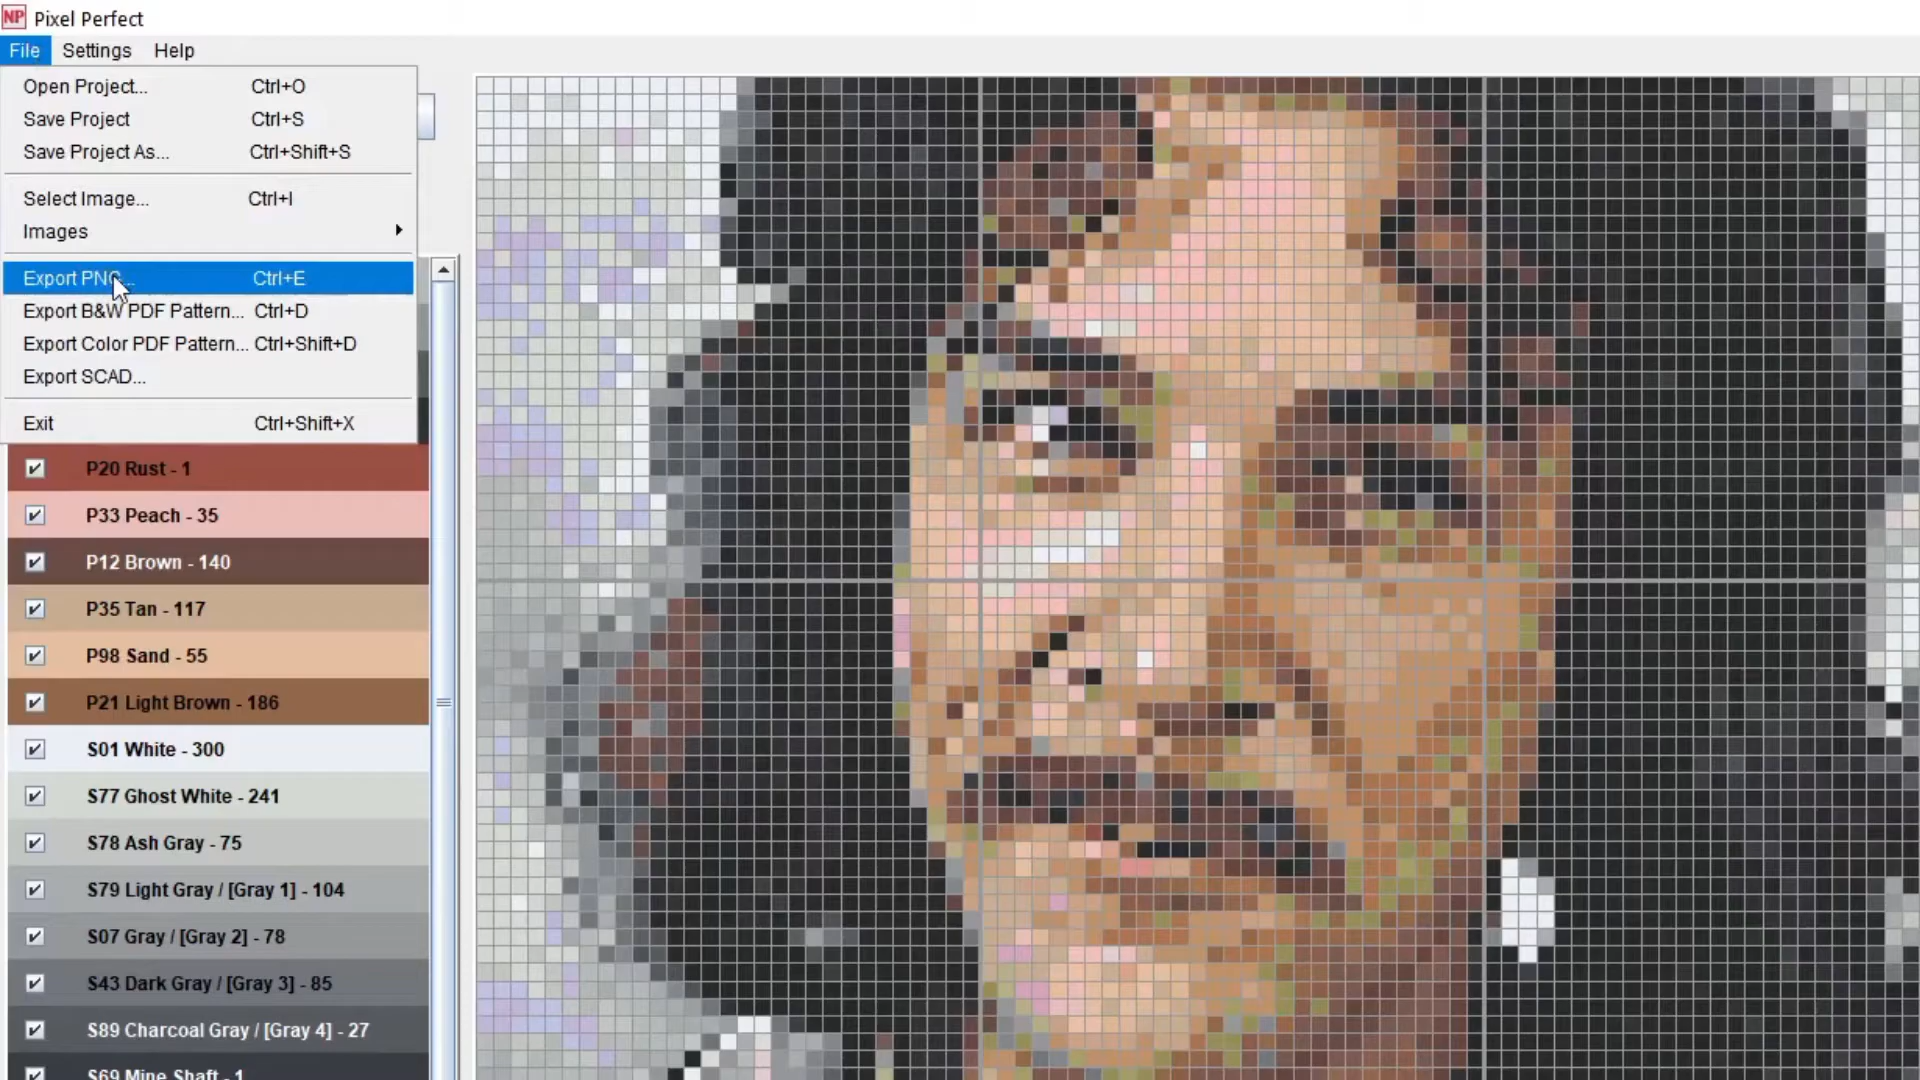 NP Pixel Perfect
File Settings Help
Open Project... Ctrl+O
Save Project Ctrl+S
Save Project As... Ctrl+Shift+S
Select Image... Ctrl+I
Images
Export PNG... Ctrl+E
Export B&W PDF Pattern... Ctrl+D
Export Color PDF Pattern... Ctrl+Shift+D
Export SCAD...
Exit Ctrl+Shift+X
P20 Rust - 1
P33 Peach - 35
P12 Brown - 140
P35 Tan - 117
P98 Sand - 55
P21 Light Brown - 186
S01 White - 300
S77 Ghost White - 241
S78 Ash Gray - 75
S79 Light Gray / [Gray 1] - 104
S07 Gray / [Gray 2] - 78
S43 Dark Gray / [Gray 3] - 85
S89 Charcoal Gray / [Gray 4] - 27
S69 Mine Shaft - 1